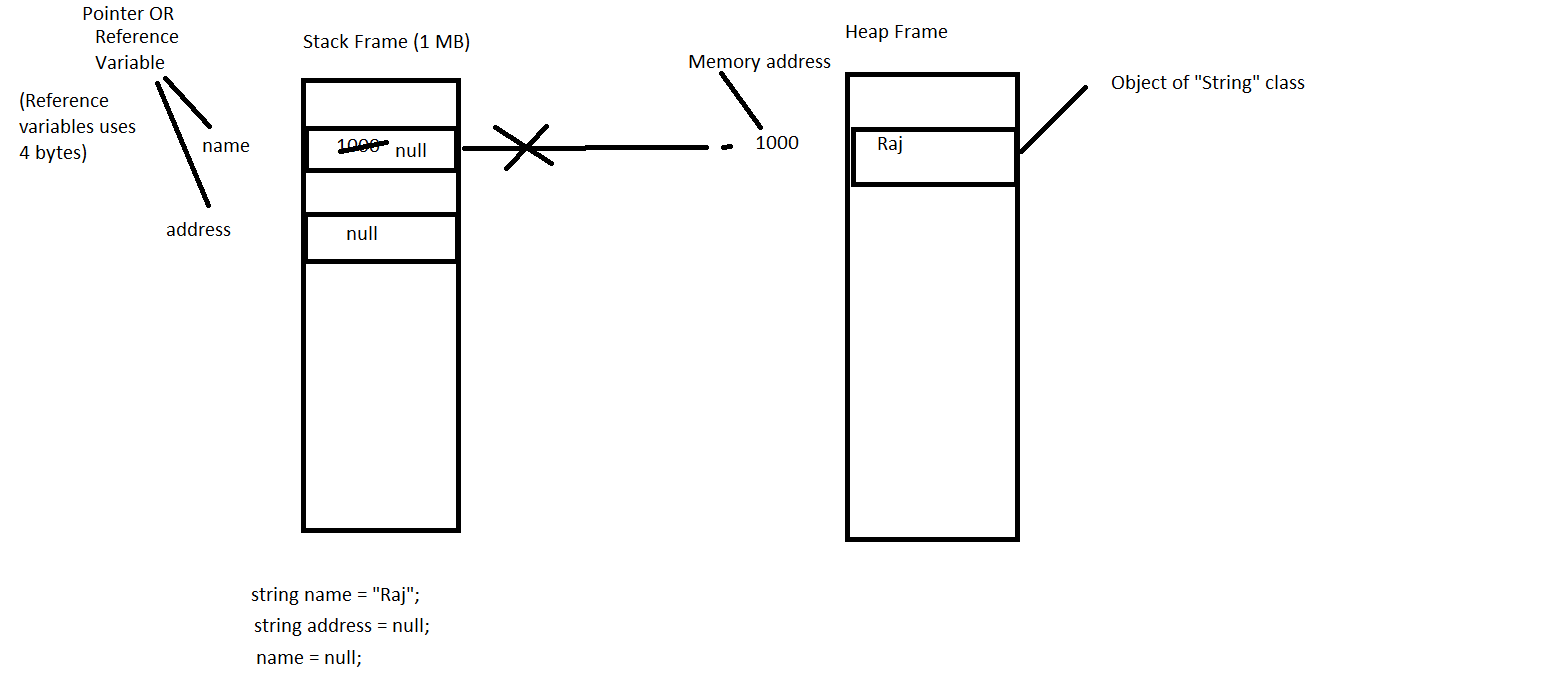 Pointer OR
Reference
Variable
(Reference
variables uses
4 bytes)
name
address
Stack Frame (1 MB)
1000 null
null
Memory address
1000
Heap Frame
Raj
Object of "String" class
string name = "Raj";
string address = null;
name = null;